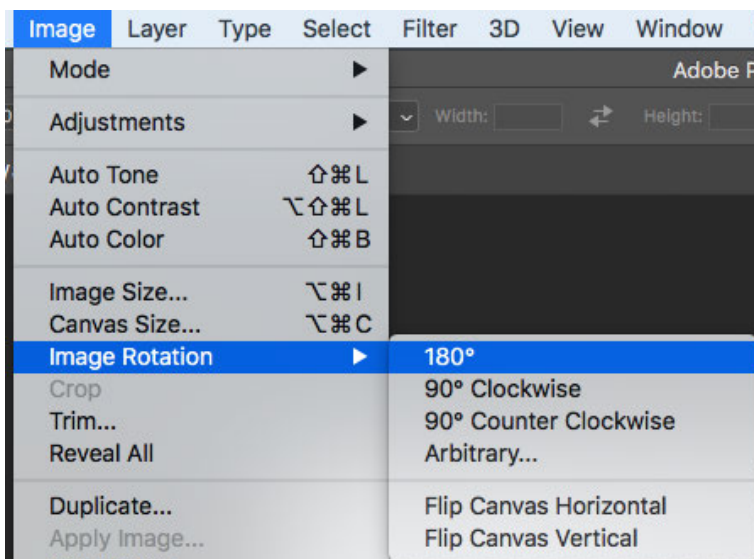 Image Layer Type Select Filter 3D View Window
Mode ▶
Adobe P
Adjustments ▶
Width: Height:
Auto Tone ⇧⌘L
Auto Contrast ⌥⇧⌘L
Auto Color ⇧⌘B
Image Size... ⌥⌘I
Canvas Size... ⌥⌘C
Image Rotation ▶
Crop
Trim...
Reveal All
Duplicate...
Apply Image...
180°
90° Clockwise
90° Counter Clockwise
Arbitrary...
Flip Canvas Horizontal
Flip Canvas Vertical